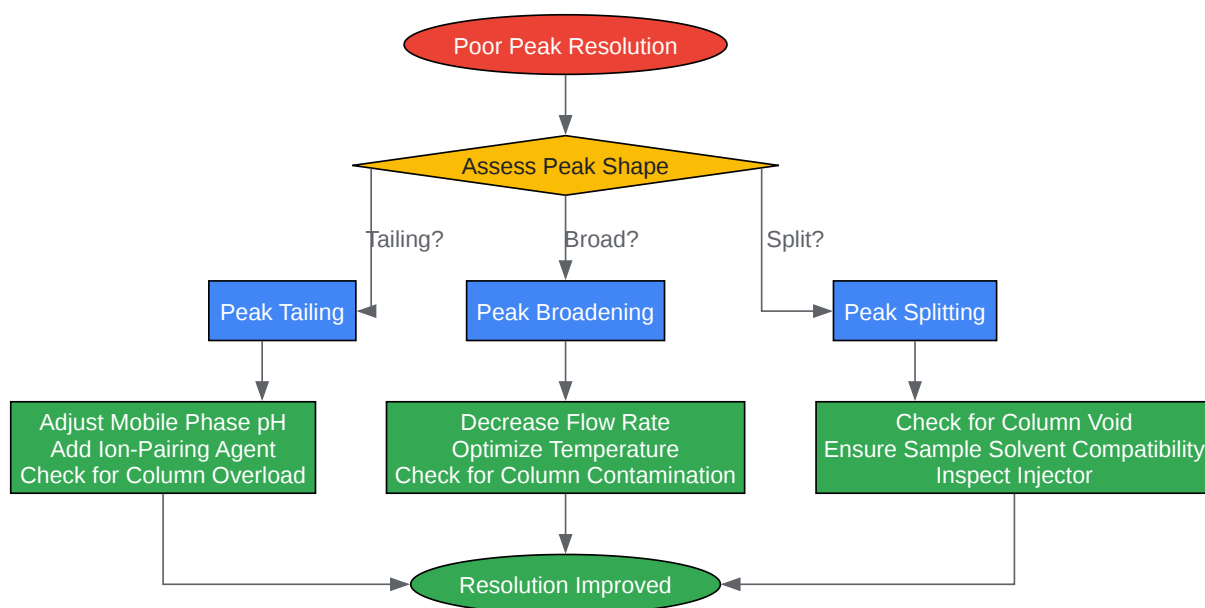 Poor Peak Resolution
Assess Peak Shape
Tailing?
Broad?
Split?
Peak Tailing
Peak Broadening
Peak Splitting
Adjust Mobile Phase pH
Add Ion-Pairing Agent
Check for Column Overload
Decrease Flow Rate
Optimize Temperature
Check for Column Contamination
Check for Column Void
Ensure Sample Solvent Compatibility
Inspect Injector
Resolution Improved